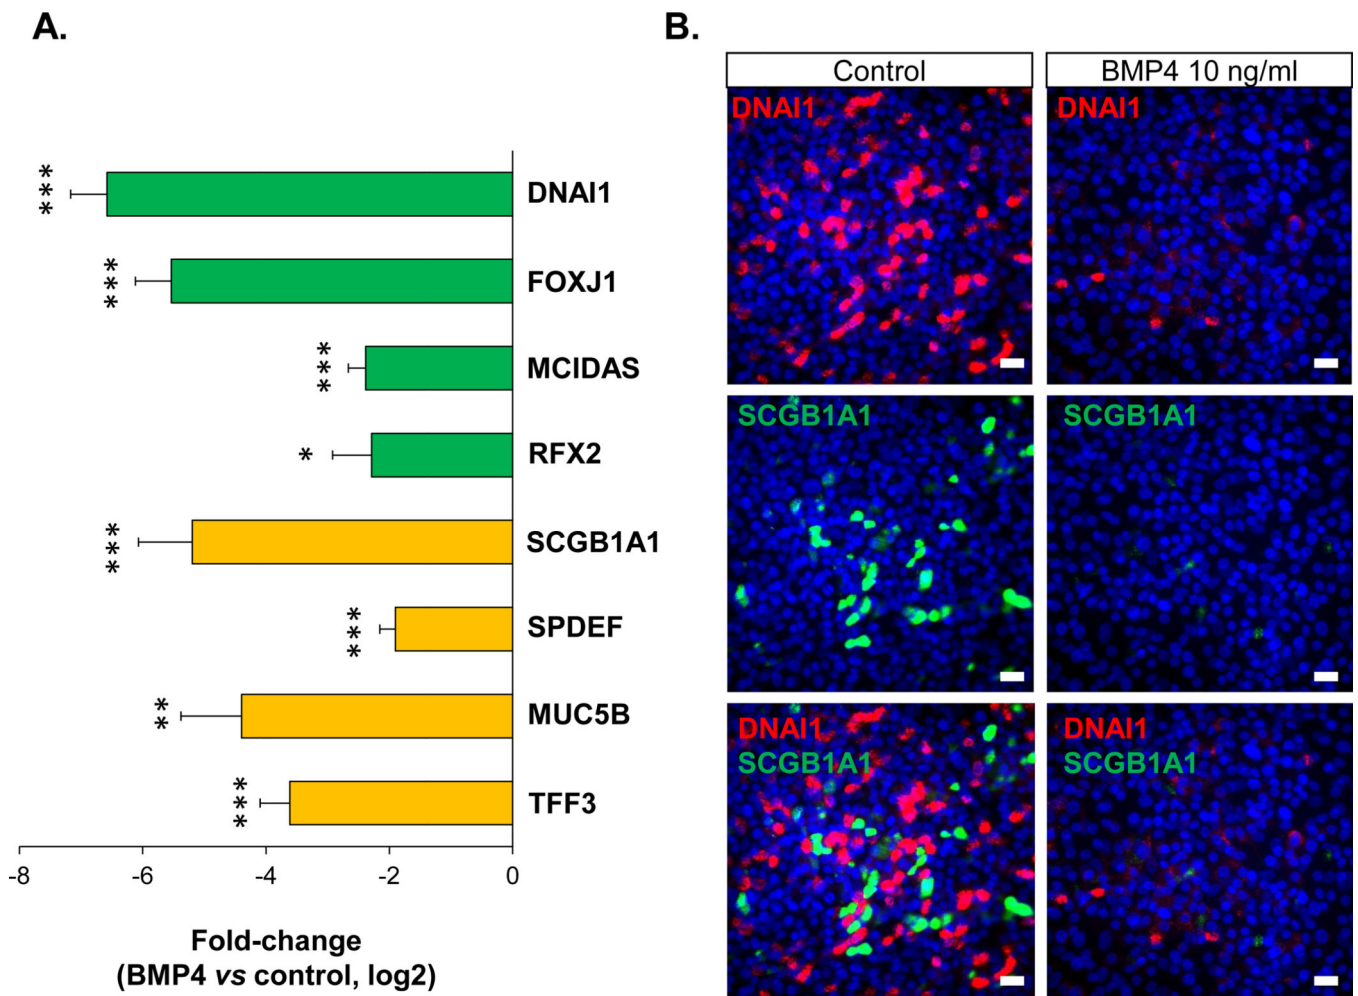 A.
***
DNAI1
***
FOXJ1
***
MCIDAS
*
RFX2
***
SCGB1A1
***
SPDEF
**
MUC5B
***
TFF3
-8 -6 -4 -2 0
Fold-change
(BMP4 vs control, log2)
B.
Control BMP4 10 ng/ml
DNAI1 DNAI1
SCGB1A1 SCGB1A1
DNAI1 DNAI1
SCGB1A1 SCGB1A1